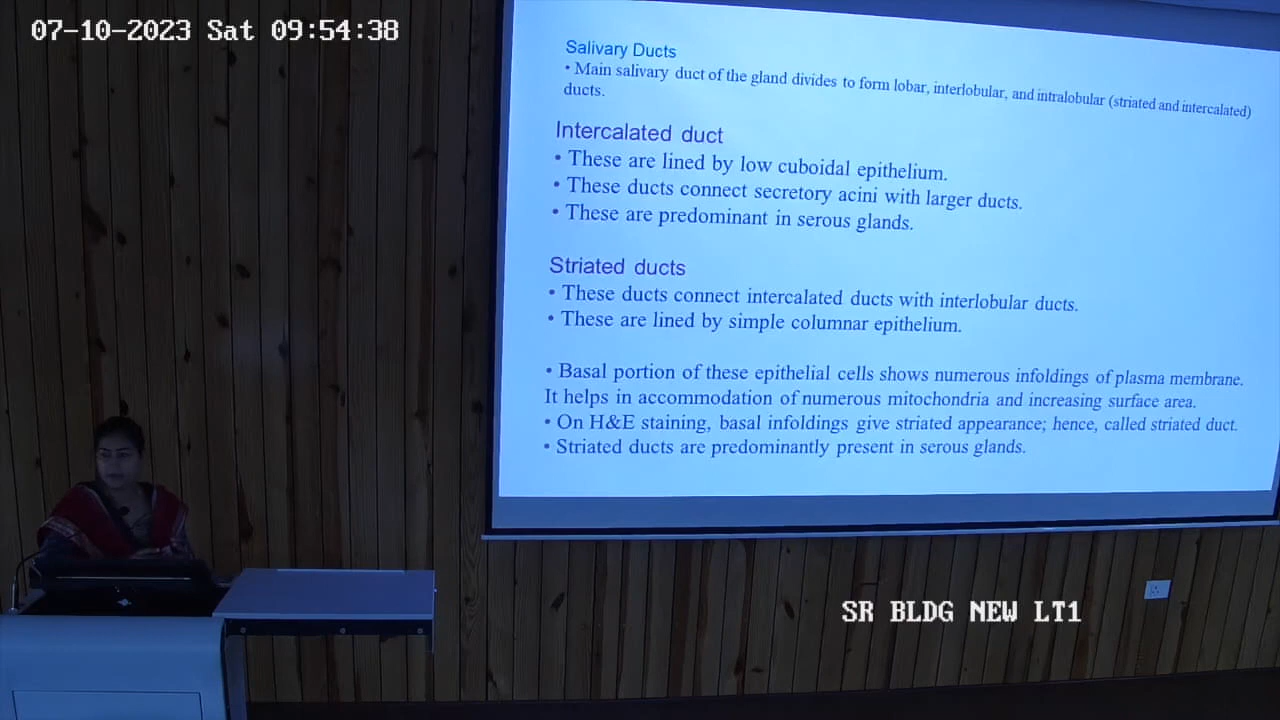 07-10-2023 Sat 09:54:38
Salivary Ducts
• Main salivary duct of the gland divides to form lobar, interlobular, and intralobular (striated and intercalated)
ducts.
Intercalated duct
• These are lined by low cuboidal epithelium.
• These ducts connect secretory acini with larger ducts.
• These are predominant in serous glands.
Striated ducts
• These ducts connect intercalated ducts with interlobular ducts.
• These are lined by simple columnar epithelium.
• Basal portion of these epithelial cells shows numerous infoldings of plasma membrane.
It helps in accommodation of numerous mitochondria and increasing surface area.
• On H&E staining, basal infoldings give striated appearance; hence, called striated duct.
• Striated ducts are predominantly present in serous glands.
SR BLDG NEW LT1